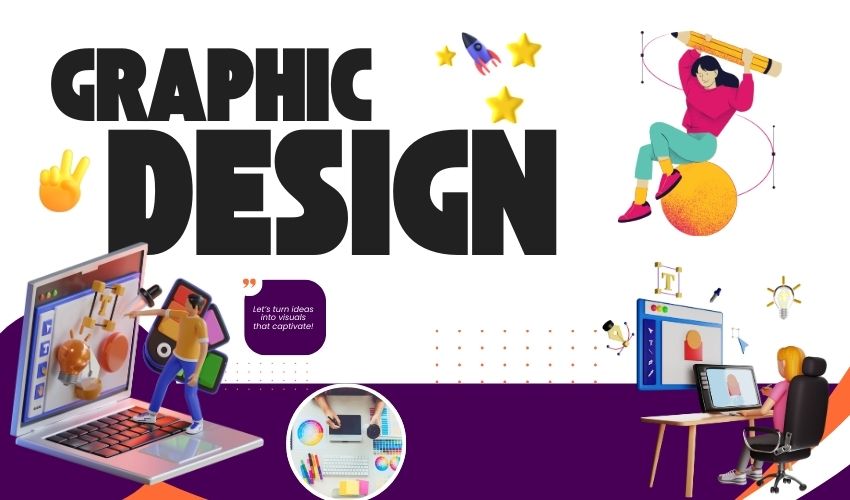 GRAPHIC
DESIGN
Let's turn ideas
into visuals
that captivate!
T
T